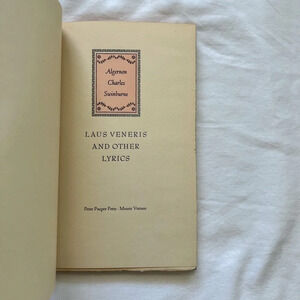 Algernon
Charles
Swinburne
LAUS VENERIS
AND OTHER
LYRICS
Peter Pauper Press · Mount Vernon